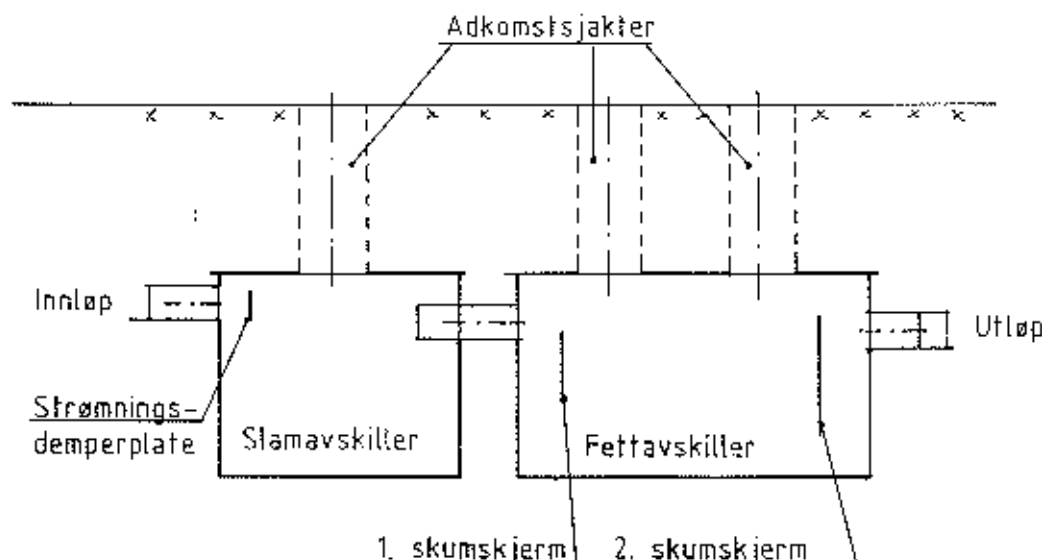 Adkomstsjakter
Innløp
Utløp
Strømnings-
demperplate
Slamavskiller
Fettavskiller
1. skumskjerm
2. skumskjerm